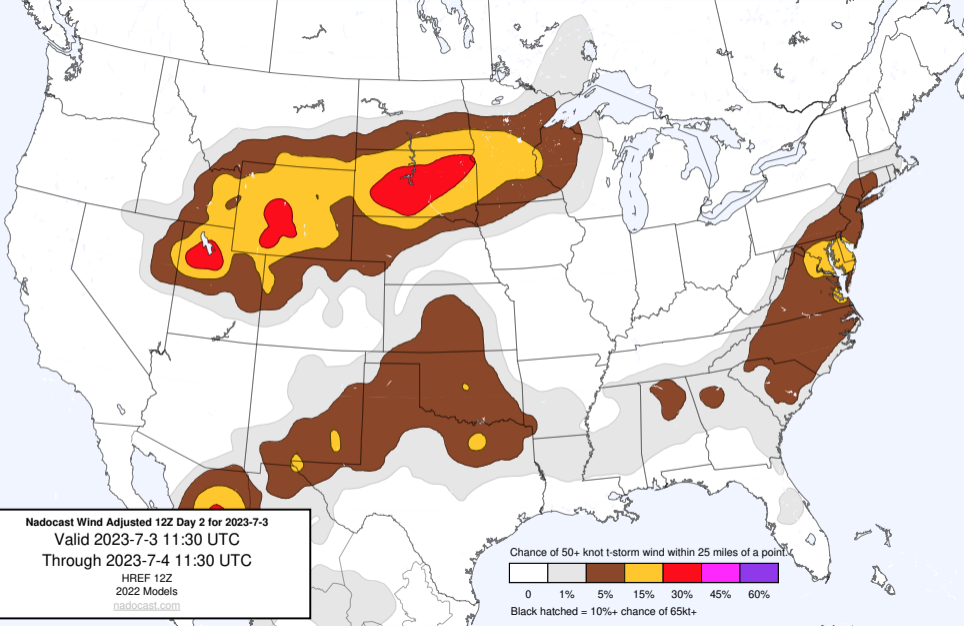 Nadocast Wind Adjusted 12Z Day 2 for 2023-7-3
Valid 2023-7-3 11:30 UTC
Through 2023-7-4 11:30 UTC
HREF 12Z
2022 Models
nadocast.com
Chance of 50+ knot t-storm wind within 25 miles of a point.
0 1% 5% 15% 30% 45% 60%
Black hatched = 10%+ chance of 65kt+